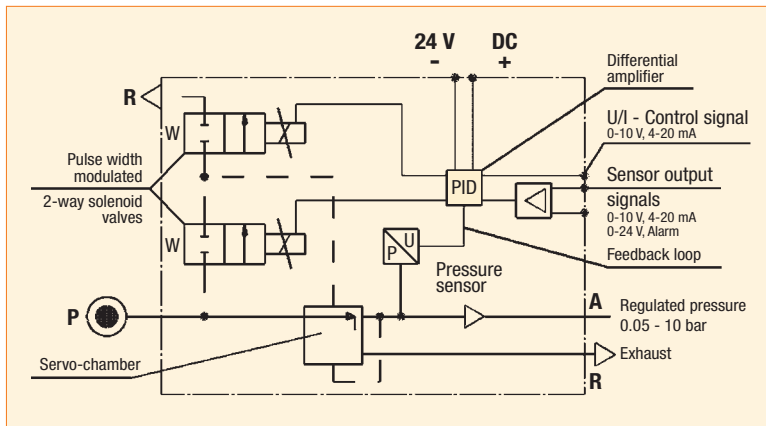 24 V DC
- +
Differential
amplifier
R
U/I - Control signal
0-10 V, 4-20 mA
W
Pulse width
modulated
2-way solenoid
valves
PID
Sensor output
signals
0-10 V, 4-20 mA
0-24 V, Alarm
W
U
P
Feedback loop
Pressure
sensor
P
A
Regulated pressure
0.05 - 10 bar
Servo-chamber
Exhaust
R